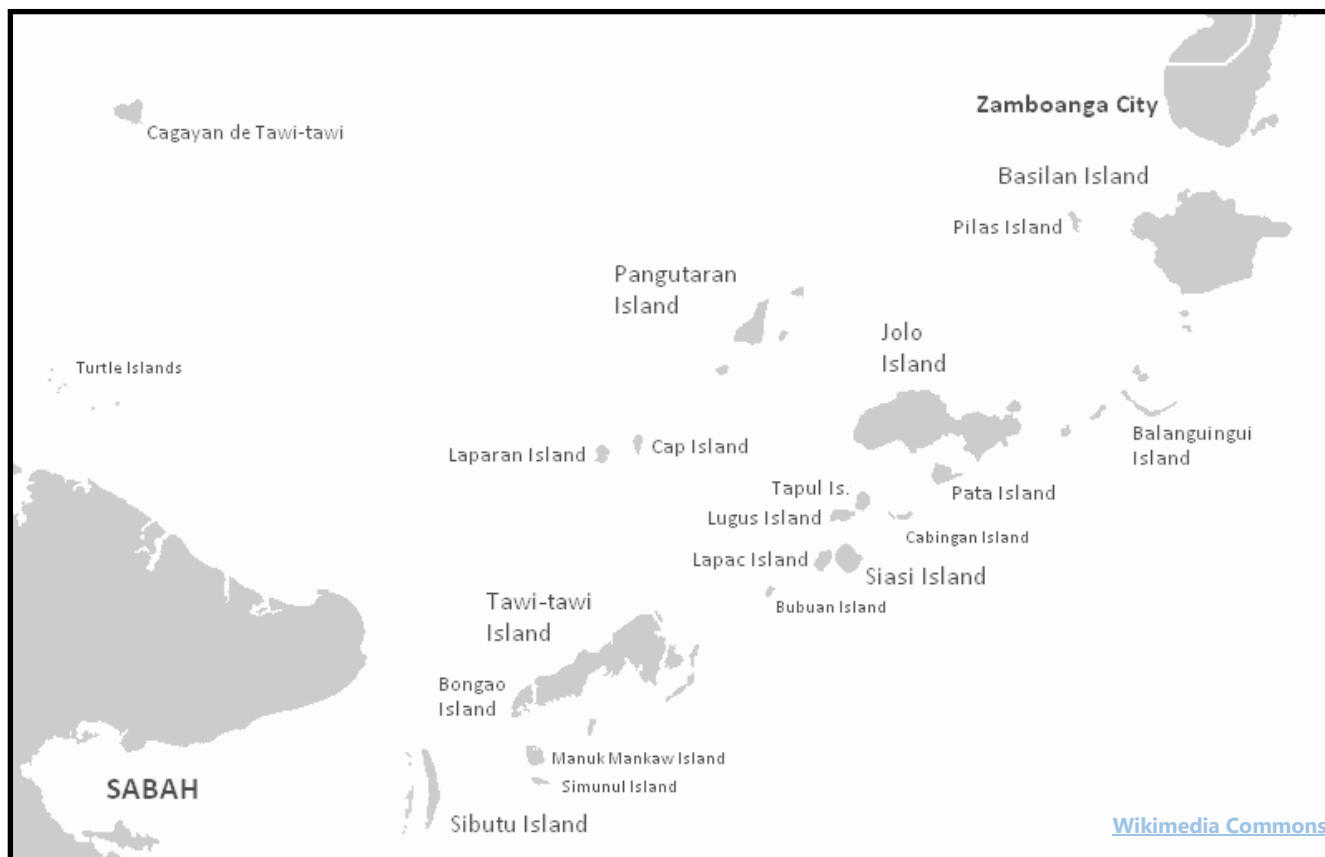 Zamboanga City
Cagayan de Tawi-tawi
Basilan Island
Pilas Island
Pangutaran
Island
Jolo
Island
Turtle Islands
Balanguingui
Island
Laparan Island
Cap Island
Tapul Is.
Pata Island
Lugus Island
Cabingan Island
Lapac Island
Siasi Island
Bubuan Island
Tawi-tawi
Island
Bongao
Island
Manuk Mankaw Island
Simunul Island
SABAH
Sibutu Island
Wikimedia Commons